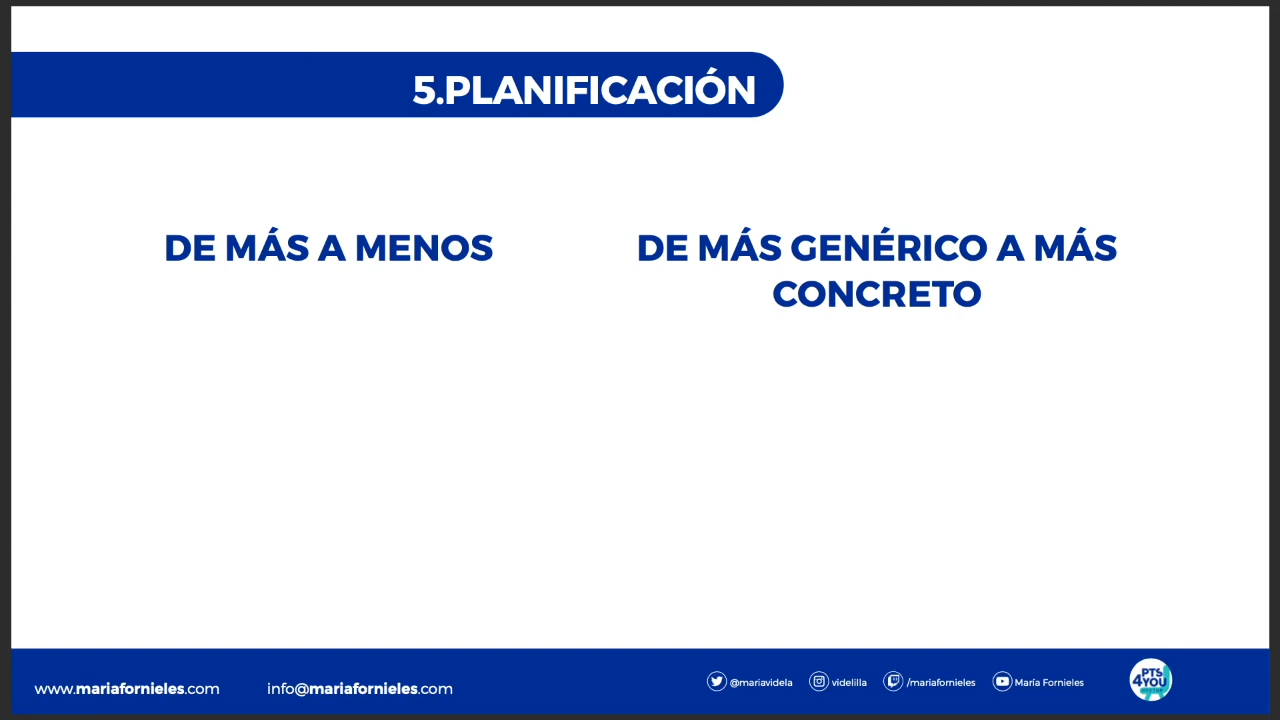 5.PLANIFICACIÓN
DE MÁS A MENOS
DE MÁS GENÉRICO A MÁS
CONCRETO
www.mariafornieles.com
info@mariafornieles.com
@mariavidela
videlilla
/mariafornieles
María Fornieles
PTS
4YOU